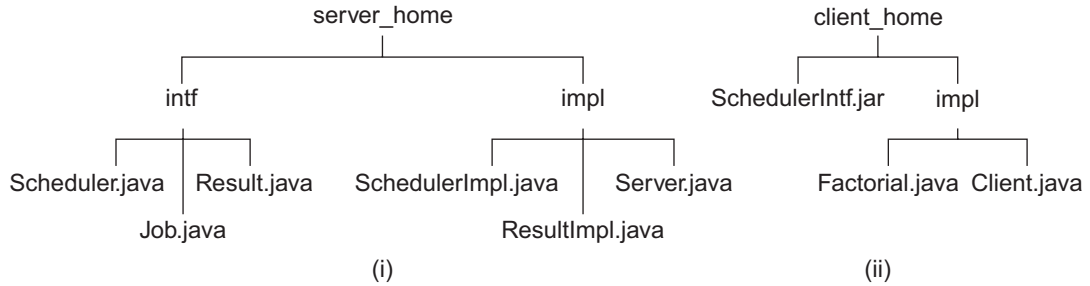 server_home
client_home
intf
impl
SchedulerIntf.jar
impl
Scheduler.java
Result.java
SchedulerImpl.java
Server.java
Factorial.java
Client.java
Job.java
ResultImpl.java
(i)
(ii)